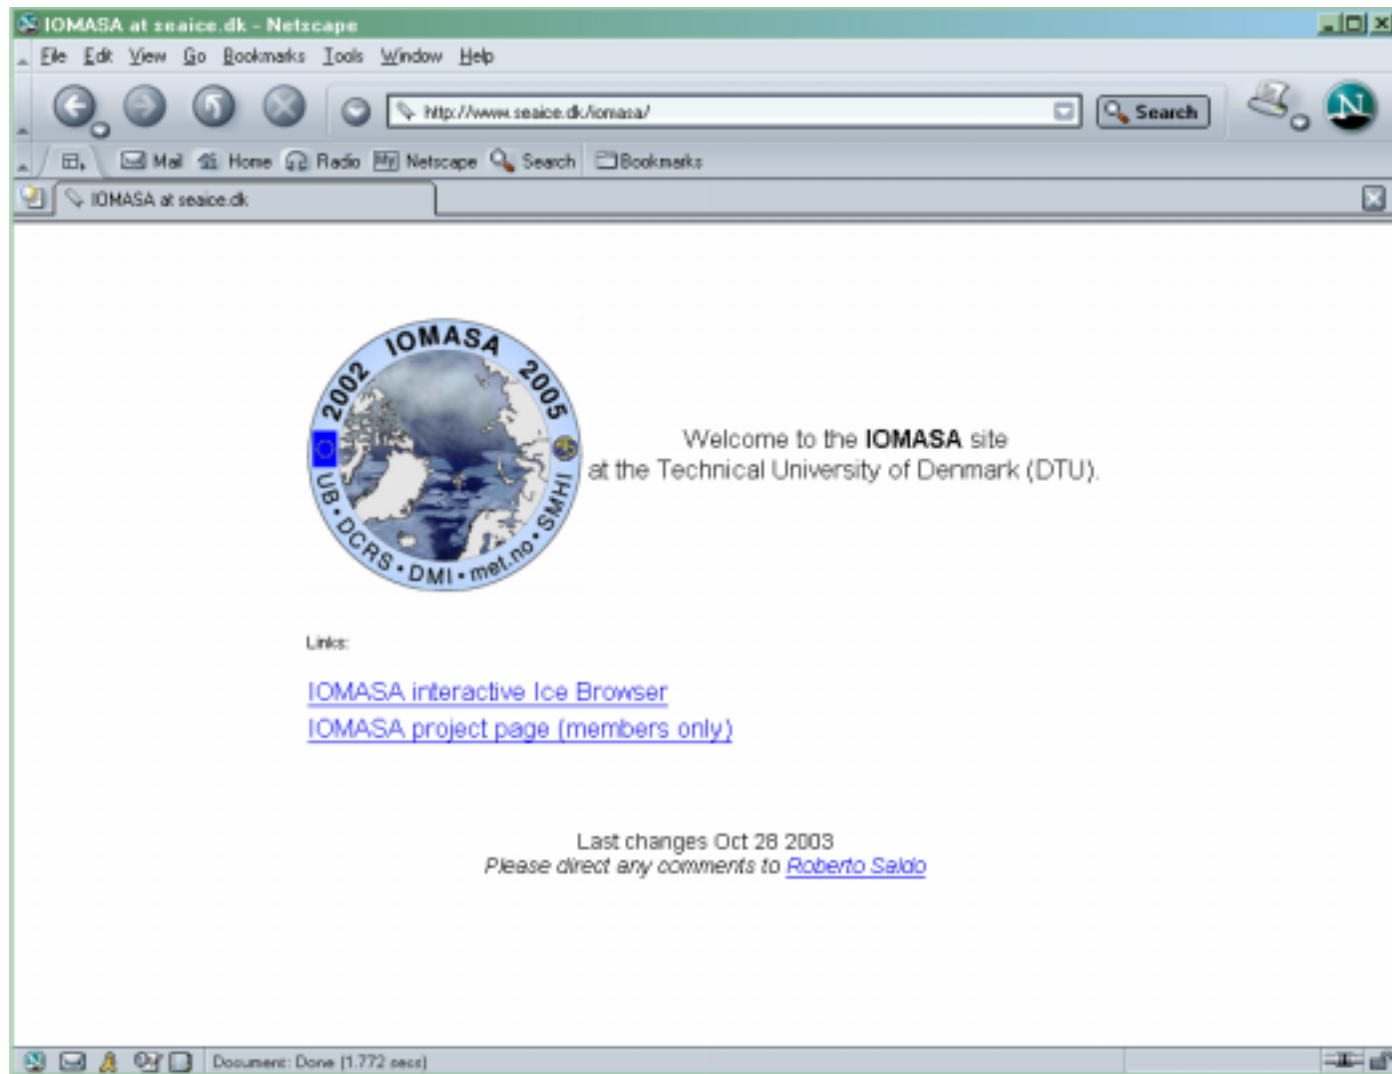 IOMASA at seaice.dk - Netscape
File Edit View Go Bookmarks Tools Window Help
http://www.seaice.dk/iomasa/ Search N
Mail Home Radio My Netscape Search Bookmarks
IOMASA at seaice.dk
2002 IOMASA 2005
UB • DCRS • DMI • met.no • SMHI
Welcome to the IOMASA site
at the Technical University of Denmark (DTU).
Links:
IOMASA interactive Ice Browser
IOMASA project page (members only)
Last changes Oct 28 2003
Please direct any comments to Roberto Saldo
Document: Done (1.772 secs)